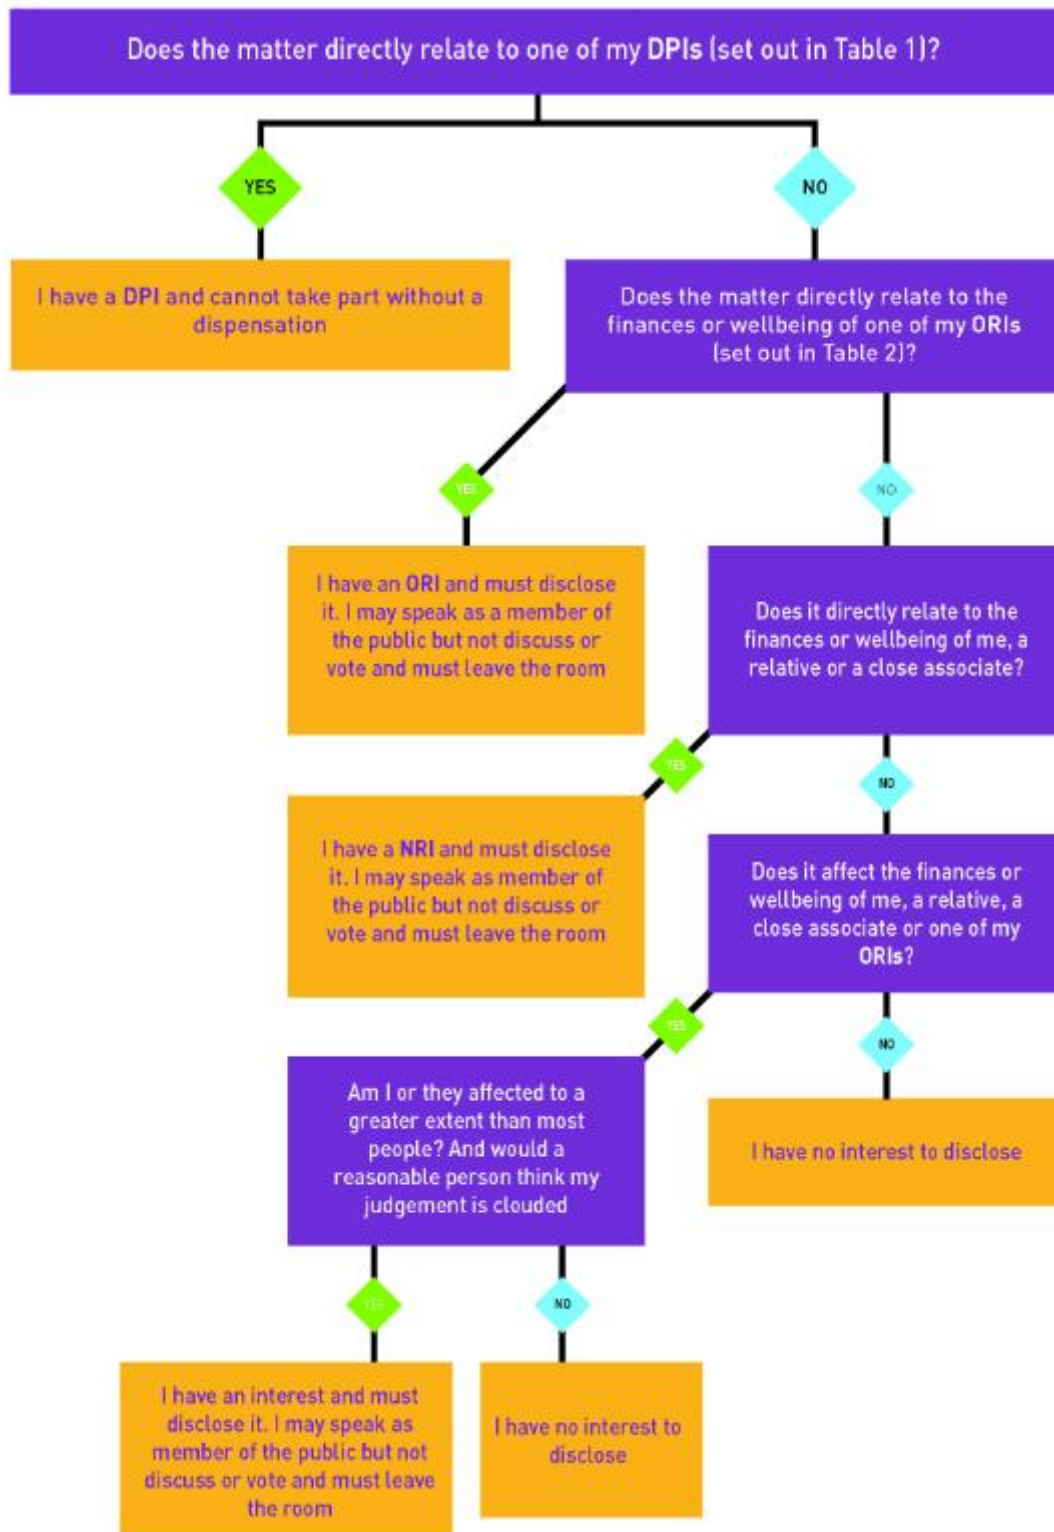 Does the matter directly relate to one of my DPIs (set out in Table 1)?
YES
NO
I have a DPI and cannot take part without a
dispensation
Does the matter directly relate to the
finances or wellbeing of one of my ORIs
(set out in Table 2)?
YES
NO
I have an ORI and must disclose
it. I may speak as a member of
the public but not discuss or
vote and must leave the room
Does it directly relate to the
finances or wellbeing of me, a
relative or a close associate?
YES
NO
I have a NRI and must disclose
it. I may speak as member of
the public but not discuss or
vote and must leave the room
Does it affect the finances or
wellbeing of me, a relative, a
close associate or one of my
ORIs?
YES
NO
Am I or they affected to a
greater extent than most
people? And would a
reasonable person think my
judgement is clouded
I have no interest to disclose
YES
NO
I have an interest and must
disclose it. I may speak as
member of the public but not
discuss or vote and must leave
the room
I have no interest to
disclose